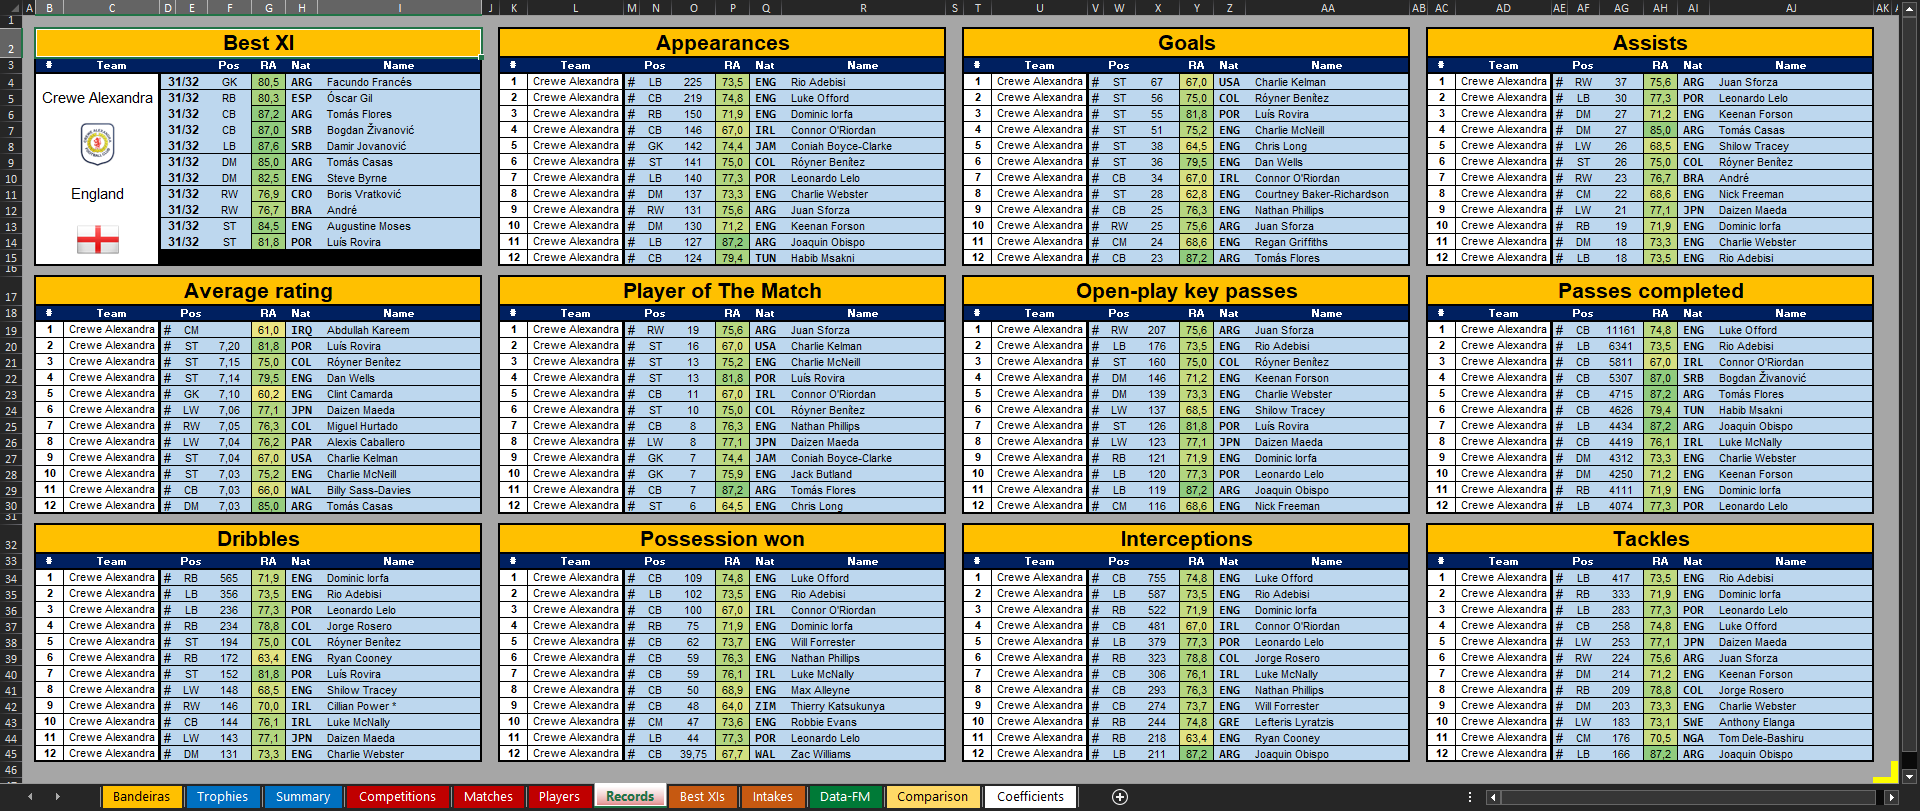 A B C D E F G H I J K L M N O P Q R S T U V W X Y Z AA AB AC AD AE AF AG AH AI AJ AK
1
2 Best XI Appearances Goals Assists
3 # Team Pos RA Nat Name # Team Pos RA Nat Name # Team Pos RA Nat Name # Team Pos RA Nat Name
4 31/32 GK 80,5 ARG Facundo Francés 1 Crewe Alexandra # LB 225 73,5 ENG Rio Adebisi 1 Crewe Alexandra # ST 67 67,0 USA Charlie Kelman 1 Crewe Alexandra # RW 37 75,6 ARG Juan Sforza
5 Crewe Alexandra 31/32 RB 80,3 ESP Óscar Gil 2 Crewe Alexandra # CB 219 74,8 ENG Luke Offord 2 Crewe Alexandra # ST 56 75,0 COL Róyner Benítez 2 Crewe Alexandra # LB 30 77,3 POR Leonardo Lelo
6 31/32 CB 87,2 ARG Tomás Flores 3 Crewe Alexandra # RB 150 71,9 ENG Dominic Iorfa 3 Crewe Alexandra # ST 55 81,8 POR Luís Rovira 3 Crewe Alexandra # DM 27 71,2 ENG Keenan Forson
7 31/32 CB 87,0 SRB Bogdan Živanović 4 Crewe Alexandra # CB 146 67,0 IRL Connor O'Riordan 4 Crewe Alexandra # ST 51 75,2 ENG Charlie McNeill 4 Crewe Alexandra # DM 27 85,0 ARG Tomás Casas
8 31/32 LB 87,6 SRB Damir Jovanović 5 Crewe Alexandra # GK 142 74,4 JAM Coniah Boyce-Clarke 5 Crewe Alexandra # ST 38 64,5 ENG Chris Long 5 Crewe Alexandra # LW 26 68,5 ENG Shilow Tracey
9 31/32 DM 85,0 ARG Tomás Casas 6 Crewe Alexandra # ST 141 75,0 COL Róyner Benítez 6 Crewe Alexandra # ST 36 79,5 ENG Dan Wells 6 Crewe Alexandra # ST 26 75,0 COL Róyner Benítez
10 31/32 DM 82,5 ENG Steve Byrne 7 Crewe Alexandra # LB 140 77,3 POR Leonardo Lelo 7 Crewe Alexandra # CB 34 67,0 IRL Connor O'Riordan 7 Crewe Alexandra # RW 23 76,7 BRA André
11 England 31/32 RW 76,9 CRO Boris Vratković 8 Crewe Alexandra # DM 137 73,3 ENG Charlie Webster 8 Crewe Alexandra # ST 28 62,8 ENG Courtney Baker-Richardson 8 Crewe Alexandra # CM 22 68,6 ENG Nick Freeman
12 31/32 RW 76,7 BRA André 9 Crewe Alexandra # RW 131 75,6 ARG Juan Sforza 9 Crewe Alexandra # CB 25 76,3 ENG Nathan Phillips 9 Crewe Alexandra # LW 21 77,1 JPN Daizen Maeda
13 31/32 ST 84,5 ENG Augustine Moses 10 Crewe Alexandra # DM 130 71,2 ENG Keenan Forson 10 Crewe Alexandra # RW 25 75,6 ARG Juan Sforza 10 Crewe Alexandra # RB 19 71,9 ENG Dominic Iorfa
14 31/32 ST 81,8 POR Luís Rovira 11 Crewe Alexandra # LB 127 87,2 ARG Joaquin Obispo 11 Crewe Alexandra # CM 24 68,6 ENG Regan Griffiths 11 Crewe Alexandra # DM 18 73,3 ENG Charlie Webster
15 12 Crewe Alexandra # CB 124 79,4 TUN Habib Msakni 12 Crewe Alexandra # CB 23 87,2 ARG Tomás Flores 12 Crewe Alexandra # LB 18 73,5 ENG Rio Adebisi
16
17 Average rating Player of The Match Open-play key passes Passes completed
18 # Team Pos RA Nat Name # Team Pos RA Nat Name # Team Pos RA Nat Name # Team Pos RA Nat Name
19 1 Crewe Alexandra # CM 61,0 IRQ Abdullah Kareem 1 Crewe Alexandra # RW 19 75,6 ARG Juan Sforza 1 Crewe Alexandra # RW 207 75,6 ARG Juan Sforza 1 Crewe Alexandra # CB 11161 74,8 ENG Luke Offord
20 2 Crewe Alexandra # ST 7,20 81,8 POR Luís Rovira 2 Crewe Alexandra # ST 16 67,0 USA Charlie Kelman 2 Crewe Alexandra # LB 176 73,5 ENG Rio Adebisi 2 Crewe Alexandra # LB 6341 73,5 ENG Rio Adebisi
21 3 Crewe Alexandra # ST 7,15 75,0 COL Róyner Benítez 3 Crewe Alexandra # ST 13 75,2 ENG Charlie McNeill 3 Crewe Alexandra # ST 160 75,0 COL Róyner Benítez 3 Crewe Alexandra # CB 5811 67,0 IRL Connor O'Riordan
22 4 Crewe Alexandra # ST 7,14 79,5 ENG Dan Wells 4 Crewe Alexandra # ST 13 81,8 POR Luís Rovira 4 Crewe Alexandra # DM 146 71,2 ENG Keenan Forson 4 Crewe Alexandra # CB 5307 87,0 SRB Bogdan Živanović
23 5 Crewe Alexandra # GK 7,10 60,2 ENG Clint Camarda 5 Crewe Alexandra # CB 11 67,0 IRL Connor O'Riordan 5 Crewe Alexandra # DM 139 73,3 ENG Charlie Webster 5 Crewe Alexandra # CB 4715 87,2 ARG Tomás Flores
24 6 Crewe Alexandra # LW 7,06 77,1 JPN Daizen Maeda 6 Crewe Alexandra # ST 10 75,0 COL Róyner Benítez 6 Crewe Alexandra # LW 137 68,5 ENG Shilow Tracey 6 Crewe Alexandra # CB 4626 79,4 TUN Habib Msakni
25 7 Crewe Alexandra # RW 7,05 76,3 COL Miguel Hurtado 7 Crewe Alexandra # CB 8 76,3 ENG Nathan Phillips 7 Crewe Alexandra # ST 126 81,8 POR Luís Rovira 7 Crewe Alexandra # LB 4434 87,2 ARG Joaquin Obispo
26 8 Crewe Alexandra # LW 7,04 76,2 PAR Alexis Caballero 8 Crewe Alexandra # LW 8 77,1 JPN Daizen Maeda 8 Crewe Alexandra # LW 123 77,1 JPN Daizen Maeda 8 Crewe Alexandra # CB 4419 76,1 IRL Luke McNally
27 9 Crewe Alexandra # ST 7,04 67,0 USA Charlie Kelman 9 Crewe Alexandra # GK 7 74,4 JAM Coniah Boyce-Clarke 9 Crewe Alexandra # RB 121 71,9 ENG Dominic Iorfa 9 Crewe Alexandra # DM 4312 73,3 ENG Charlie Webster
28 10 Crewe Alexandra # ST 7,03 75,2 ENG Charlie McNeill 10 Crewe Alexandra # GK 7 75,9 ENG Jack Butland 10 Crewe Alexandra # LB 120 77,3 POR Leonardo Lelo 10 Crewe Alexandra # DM 4250 71,2 ENG Keenan Forson
29 11 Crewe Alexandra # CB 7,03 66,0 WAL Billy Sass-Davies 11 Crewe Alexandra # CB 7 87,2 ARG Tomás Flores 11 Crewe Alexandra # LB 119 87,2 ARG Joaquin Obispo 11 Crewe Alexandra # RB 4111 71,9 ENG Dominic Iorfa
30 12 Crewe Alexandra # DM 7,03 85,0 ARG Tomás Casas 12 Crewe Alexandra # ST 6 64,5 ENG Chris Long 12 Crewe Alexandra # CM 116 68,6 ENG Nick Freeman 12 Crewe Alexandra # LB 4074 77,3 POR Leonardo Lelo
31
32 Dribbles Possession won Interceptions Tackles
33 # Team Pos RA Nat Name # Team Pos RA Nat Name # Team Pos RA Nat Name # Team Pos RA Nat Name
34 1 Crewe Alexandra # RB 565 71,9 ENG Dominic Iorfa 1 Crewe Alexandra # CB 109 74,8 ENG Luke Offord 1 Crewe Alexandra # CB 755 74,8 ENG Luke Offord 1 Crewe Alexandra # LB 417 73,5 ENG Rio Adebisi
35 2 Crewe Alexandra # LB 356 73,5 ENG Rio Adebisi 2 Crewe Alexandra # LB 102 73,5 ENG Rio Adebisi 2 Crewe Alexandra # LB 587 73,5 ENG Rio Adebisi 2 Crewe Alexandra # RB 333 71,9 ENG Dominic Iorfa
36 3 Crewe Alexandra # LB 236 77,3 POR Leonardo Lelo 3 Crewe Alexandra # CB 100 67,0 IRL Connor O'Riordan 3 Crewe Alexandra # RB 522 71,9 ENG Dominic Iorfa 3 Crewe Alexandra # LB 283 77,3 POR Leonardo Lelo
37 4 Crewe Alexandra # RB 234 78,8 COL Jorge Rosero 4 Crewe Alexandra # RB 75 71,9 ENG Dominic Iorfa 4 Crewe Alexandra # CB 481 67,0 IRL Connor O'Riordan 4 Crewe Alexandra # CB 258 74,8 ENG Luke Offord
38 5 Crewe Alexandra # ST 194 75,0 COL Róyner Benítez 5 Crewe Alexandra # CB 62 73,7 ENG Will Forrester 5 Crewe Alexandra # LB 379 77,3 POR Leonardo Lelo 5 Crewe Alexandra # LW 253 77,1 JPN Daizen Maeda
39 6 Crewe Alexandra # RB 172 63,4 ENG Ryan Cooney 6 Crewe Alexandra # CB 59 76,3 ENG Nathan Phillips 6 Crewe Alexandra # RB 323 78,8 COL Jorge Rosero 6 Crewe Alexandra # RW 224 75,6 ARG Juan Sforza
40 7 Crewe Alexandra # ST 152 81,8 POR Luís Rovira 7 Crewe Alexandra # CB 59 76,1 IRL Luke McNally 7 Crewe Alexandra # CB 306 76,1 IRL Luke McNally 7 Crewe Alexandra # DM 214 71,2 ENG Keenan Forson
41 8 Crewe Alexandra # LW 148 68,5 ENG Shilow Tracey 8 Crewe Alexandra # CB 50 68,9 ENG Max Alleyne 8 Crewe Alexandra # CB 293 76,3 ENG Nathan Phillips 8 Crewe Alexandra # RB 209 78,8 COL Jorge Rosero
42 9 Crewe Alexandra # RW 146 70,0 IRL Cillian Power * 9 Crewe Alexandra # CB 48 64,0 ZIM Thierry Katsukunya 9 Crewe Alexandra # CB 274 73,7 ENG Will Forrester 9 Crewe Alexandra # DM 203 73,3 ENG Charlie Webster
43 10 Crewe Alexandra # CB 144 76,1 IRL Luke McNally 10 Crewe Alexandra # CM 47 73,6 ENG Robbie Evans 10 Crewe Alexandra # RB 244 74,8 GRE Lefteris Lyratzis 10 Crewe Alexandra # LW 183 73,1 SWE Anthony Elanga
44 11 Crewe Alexandra # LW 143 77,1 JPN Daizen Maeda 11 Crewe Alexandra # LB 44 77,3 POR Leonardo Lelo 11 Crewe Alexandra # RB 218 63,4 ENG Ryan Cooney 11 Crewe Alexandra # CM 176 70,5 NGA Tom Dele-Bashiru
45 12 Crewe Alexandra # DM 131 73,3 ENG Charlie Webster 12 Crewe Alexandra # CB 39,75 67,7 WAL Zac Williams 12 Crewe Alexandra # LB 211 87,2 ARG Joaquin Obispo 12 Crewe Alexandra # LB 166 87,2 ARG Joaquin Obispo
46
Bandeiras Trophies Summary Competitions Matches Players Records Best XIs Intakes Data-FM Comparison Coefficients